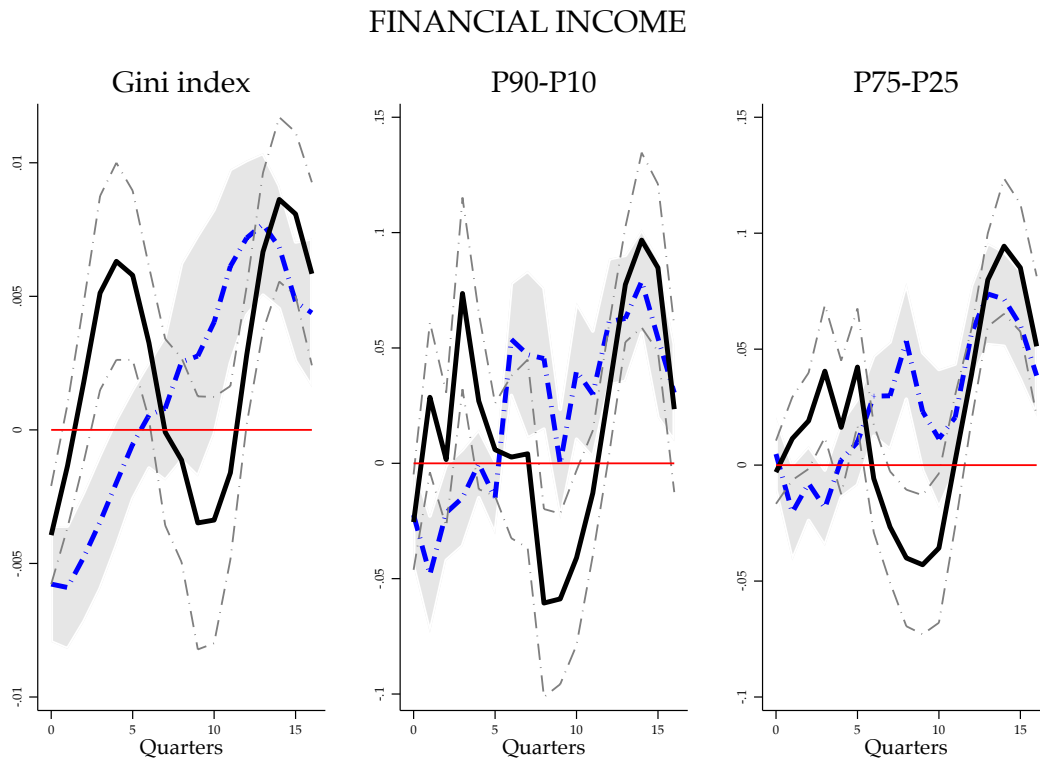 FINANCIAL INCOME
Gini index
P90-P10
P75-P25
.01
.005
0
-.005
-.01
0 5 10 15
Quarters
.15
.1
.05
0
-.05
-.1
0 5 10 15
Quarters
.15
.1
.05
0
-.05
-.1
0 5 10 15
Quarters